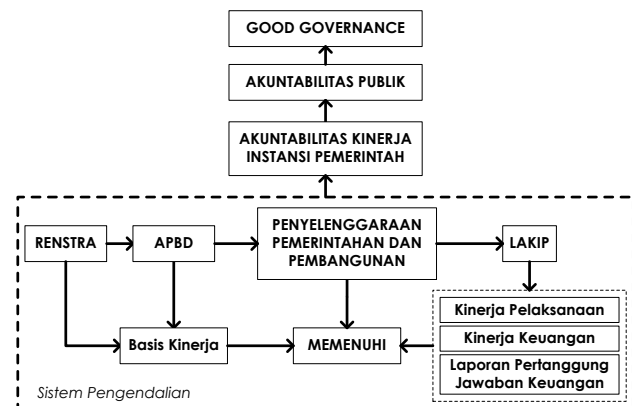 GOOD GOVERNANCE
AKUNTABILITAS PUBLIK
AKUNTABILITAS KINERJA
INSTANSI PEMERINTAH
RENSTRA
APBD
PENYELENGGARAAN
PEMERINTAHAN DAN
PEMBANGUNAN
LAKIP
Basis Kinerja
MEMENUHI
Kinerja Pelaksanaan
Kinerja Keuangan
Laporan Pertanggung
Jawaban Keuangan
Sistem Pengendalian